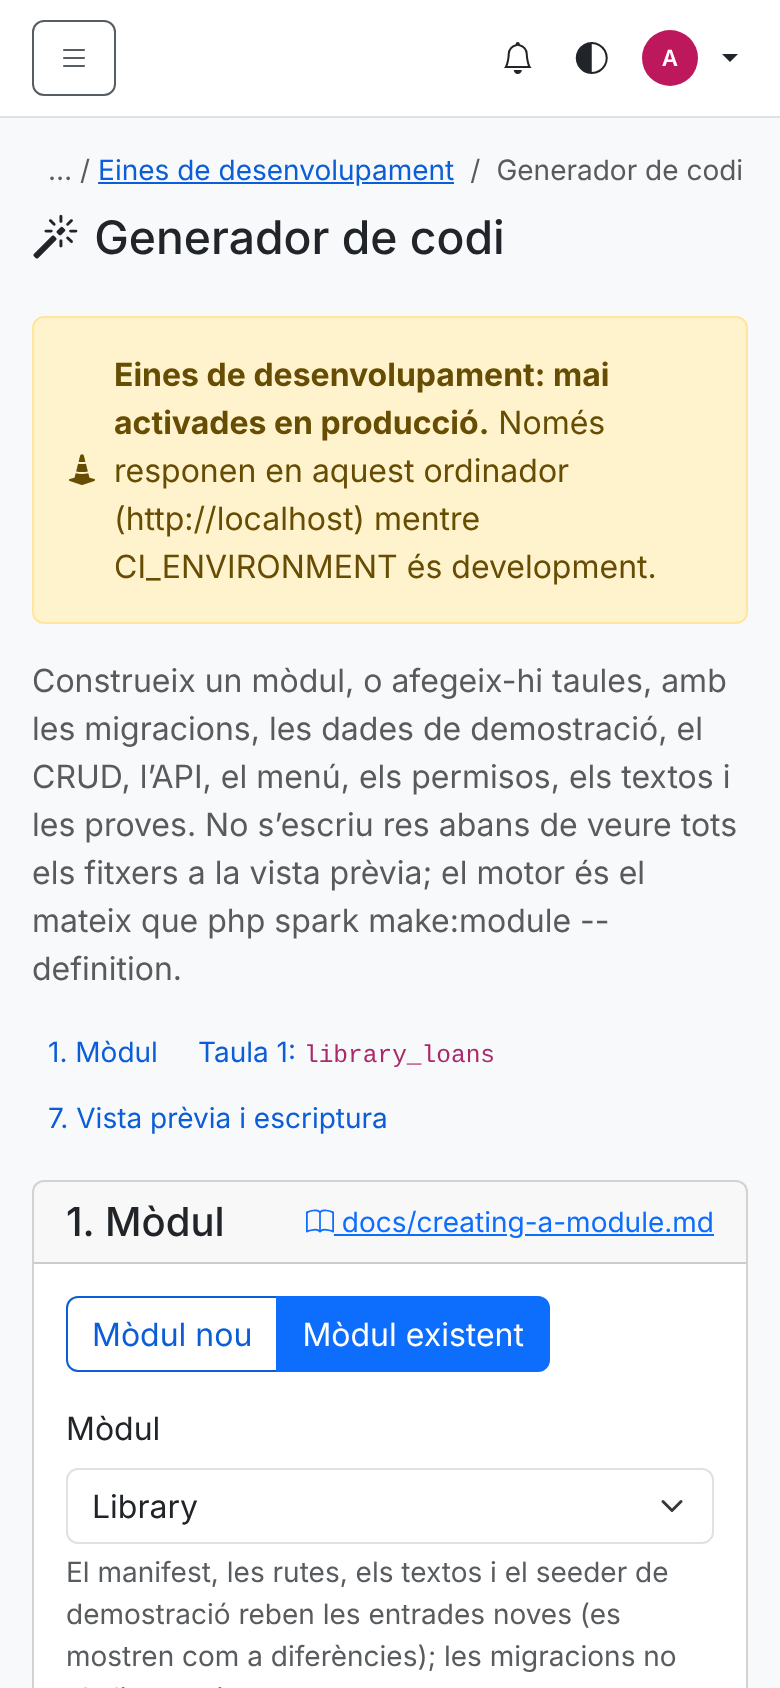 A
... / Eines de desenvolupament / Generador de codi
Generador de codi
Eines de desenvolupament: mai
activades en producció. Només
responen en aquest ordinador
(http://localhost) mentre
CI_ENVIRONMENT és development.
Construeix un mòdul, o afegeix-hi taules, amb
les migracions, les dades de demostració, el
CRUD, l’API, el menú, els permisos, els textos i
les proves. No s’escriu res abans de veure tots
els fitxers a la vista prèvia; el motor és el
mateix que php spark make:module --
definition.
1. Mòdul Taula 1: library_loans
7. Vista prèvia i escriptura
1. Mòdul docs/creating-a-module.md
Mòdul nou Mòdul existent
Mòdul
Library
El manifest, les rutes, els textos i el seeder de
demostració reben les entrades noves (es
mostren com a diferències); les migracions no